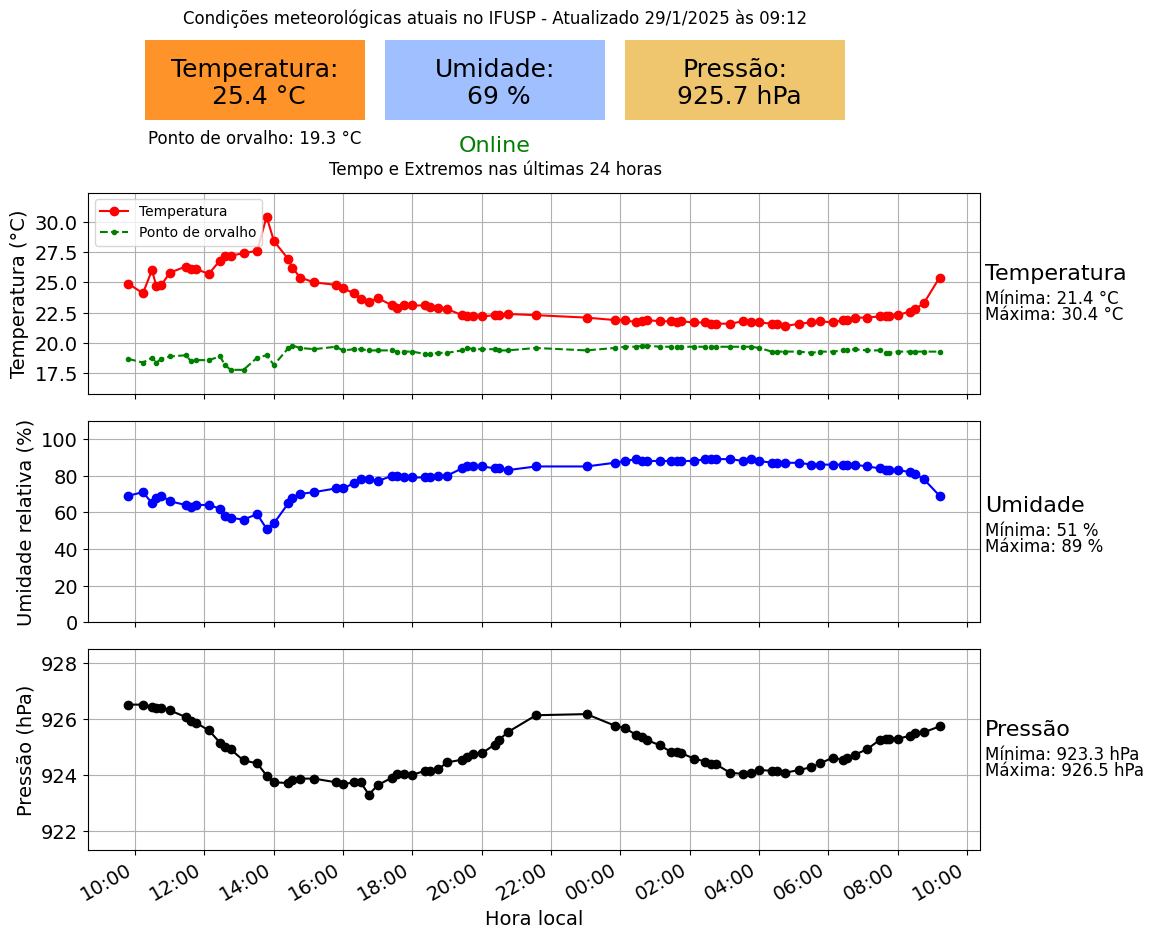 Condições meteorológicas atuais no IFUSP - Atualizado 29/1/2025 às 09:12
Temperatura:
25.4 °C
Umidade:
69 %
Pressão:
925.7 hPa
Ponto de orvalho: 19.3 °C
Online
Tempo e Extremos nas últimas 24 horas
Temperatura (°C)
30.0
27.5
25.0
22.5
20.0
17.5
Temperatura
Ponto de orvalho
Temperatura
Mínima: 21.4 °C
Máxima: 30.4 °C
Umidade relativa (%)
100
80
60
40
20
0
Umidade
Mínima: 51 %
Máxima: 89 %
Pressão (hPa)
928
926
924
922
Pressão
Mínima: 923.3 hPa
Máxima: 926.5 hPa
10:00 12:00 14:00 16:00 18:00 20:00 22:00 00:00 02:00 04:00 06:00 08:00 10:00
Hora local